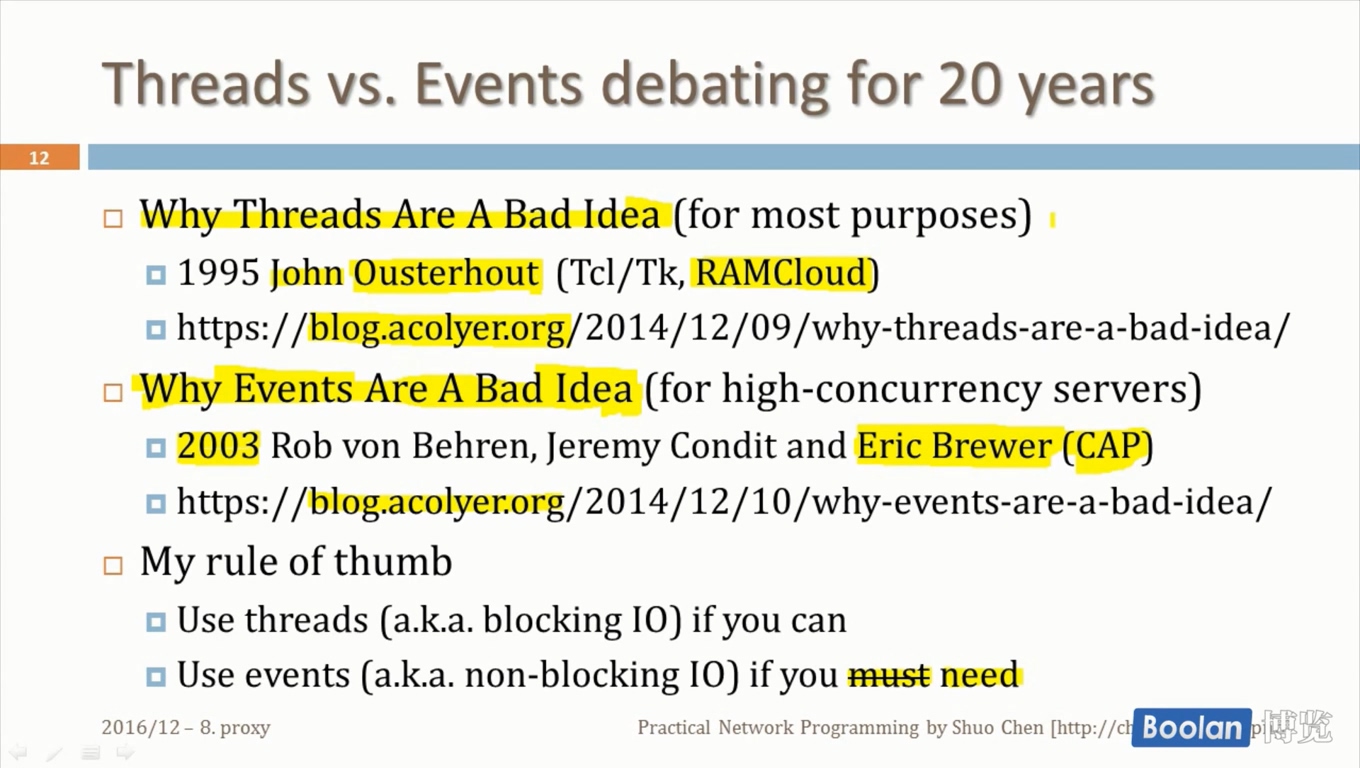 Threads vs. Events debating for 20 years
12
Why Threads Are A Bad Idea (for most purposes)
1995 John Ousterhout (Tcl/Tk, RAMCloud)
https://blog.acolyer.org/2014/12/09/why-threads-are-a-bad-idea/
Why Events Are A Bad Idea (for high-concurrency servers)
2003 Rob von Behren, Jeremy Condit and Eric Brewer (CAP)
https://blog.acolyer.org/2014/12/10/why-events-are-a-bad-idea/
My rule of thumb
Use threads (a.k.a. blocking IO) if you can
Use events (a.k.a. non-blocking IO) if you must need
2016/12 – 8. proxy
Practical Network Programming by Shuo Chen
Boolan 博览